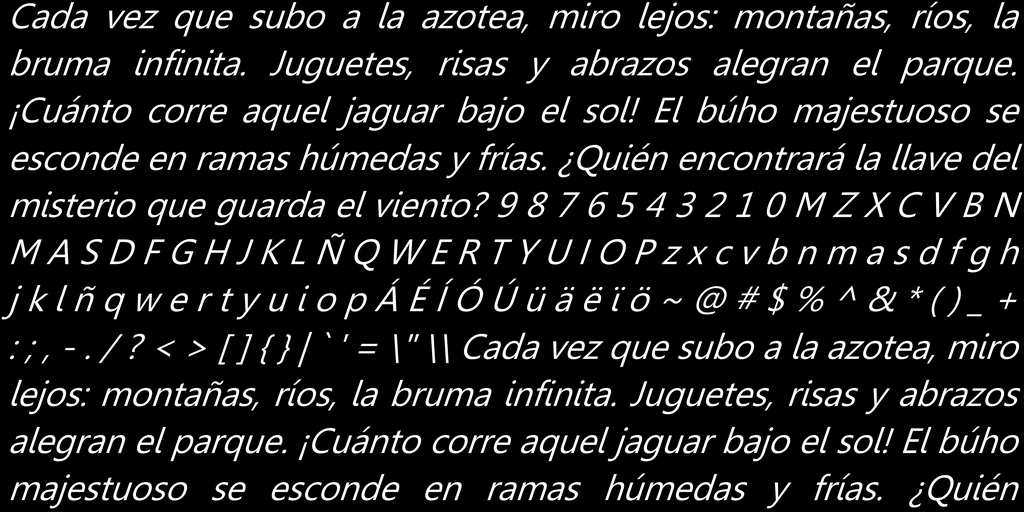 Cada vez que subo a la azotea, miro lejos: montañas, ríos, la
bruma infinita. Juguetes, risas y abrazos alegran el parque.
¡Cuánto corre aquel jaguar bajo el sol! El búho majestuoso se
esconde en ramas húmedas y frías. ¿Quién encontrará la llave del
misterio que guarda el viento? 9 8 7 6 5 4 3 2 1 0 M Z X C V B N
M A S D F G H J K L Ñ Q W E R T Y U I O P z x c v b n m a s d f g h
j k l ñ q w e r t y u i o p Á É Í Ó Ú ü ä ë ï ö ~ @ # $ % ^ & * ( ) _ +
: ; , - . / ? < > [ ] { } | ` ' = \" \\ Cada vez que subo a la azotea, miro
lejos: montañas, ríos, la bruma infinita. Juguetes, risas y abrazos
alegran el parque. ¡Cuánto corre aquel jaguar bajo el sol! El búho
majestuoso se esconde en ramas húmedas y frías. ¿Quién